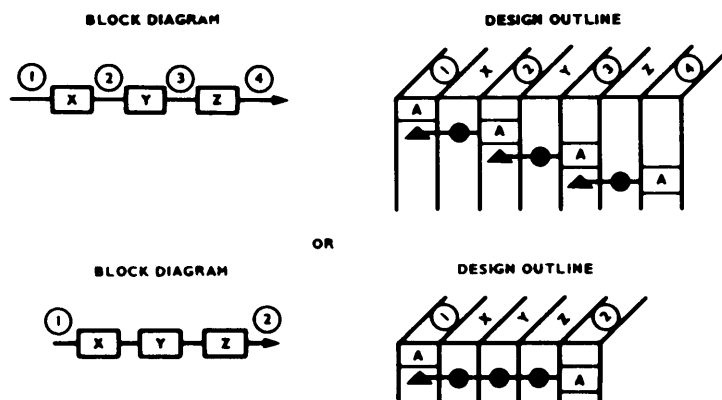 BLOCK DIAGRAM
DESIGN OUTLINE
1 2 3 4
X Y Z
1 X 2 Y 3 Z 4
A
A
A
A
OR
BLOCK DIAGRAM
DESIGN OUTLINE
1 2
X Y Z
1 X Y Z 2
A
A